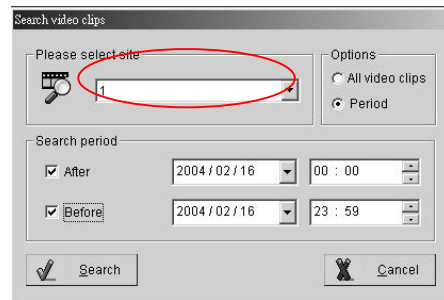 Search video clips
Please select site
1
Options
All video clips
Period
Search period
After 2004 / 02 / 16 00 : 00
Before 2004 / 02 / 16 23 : 59
Search Cancel